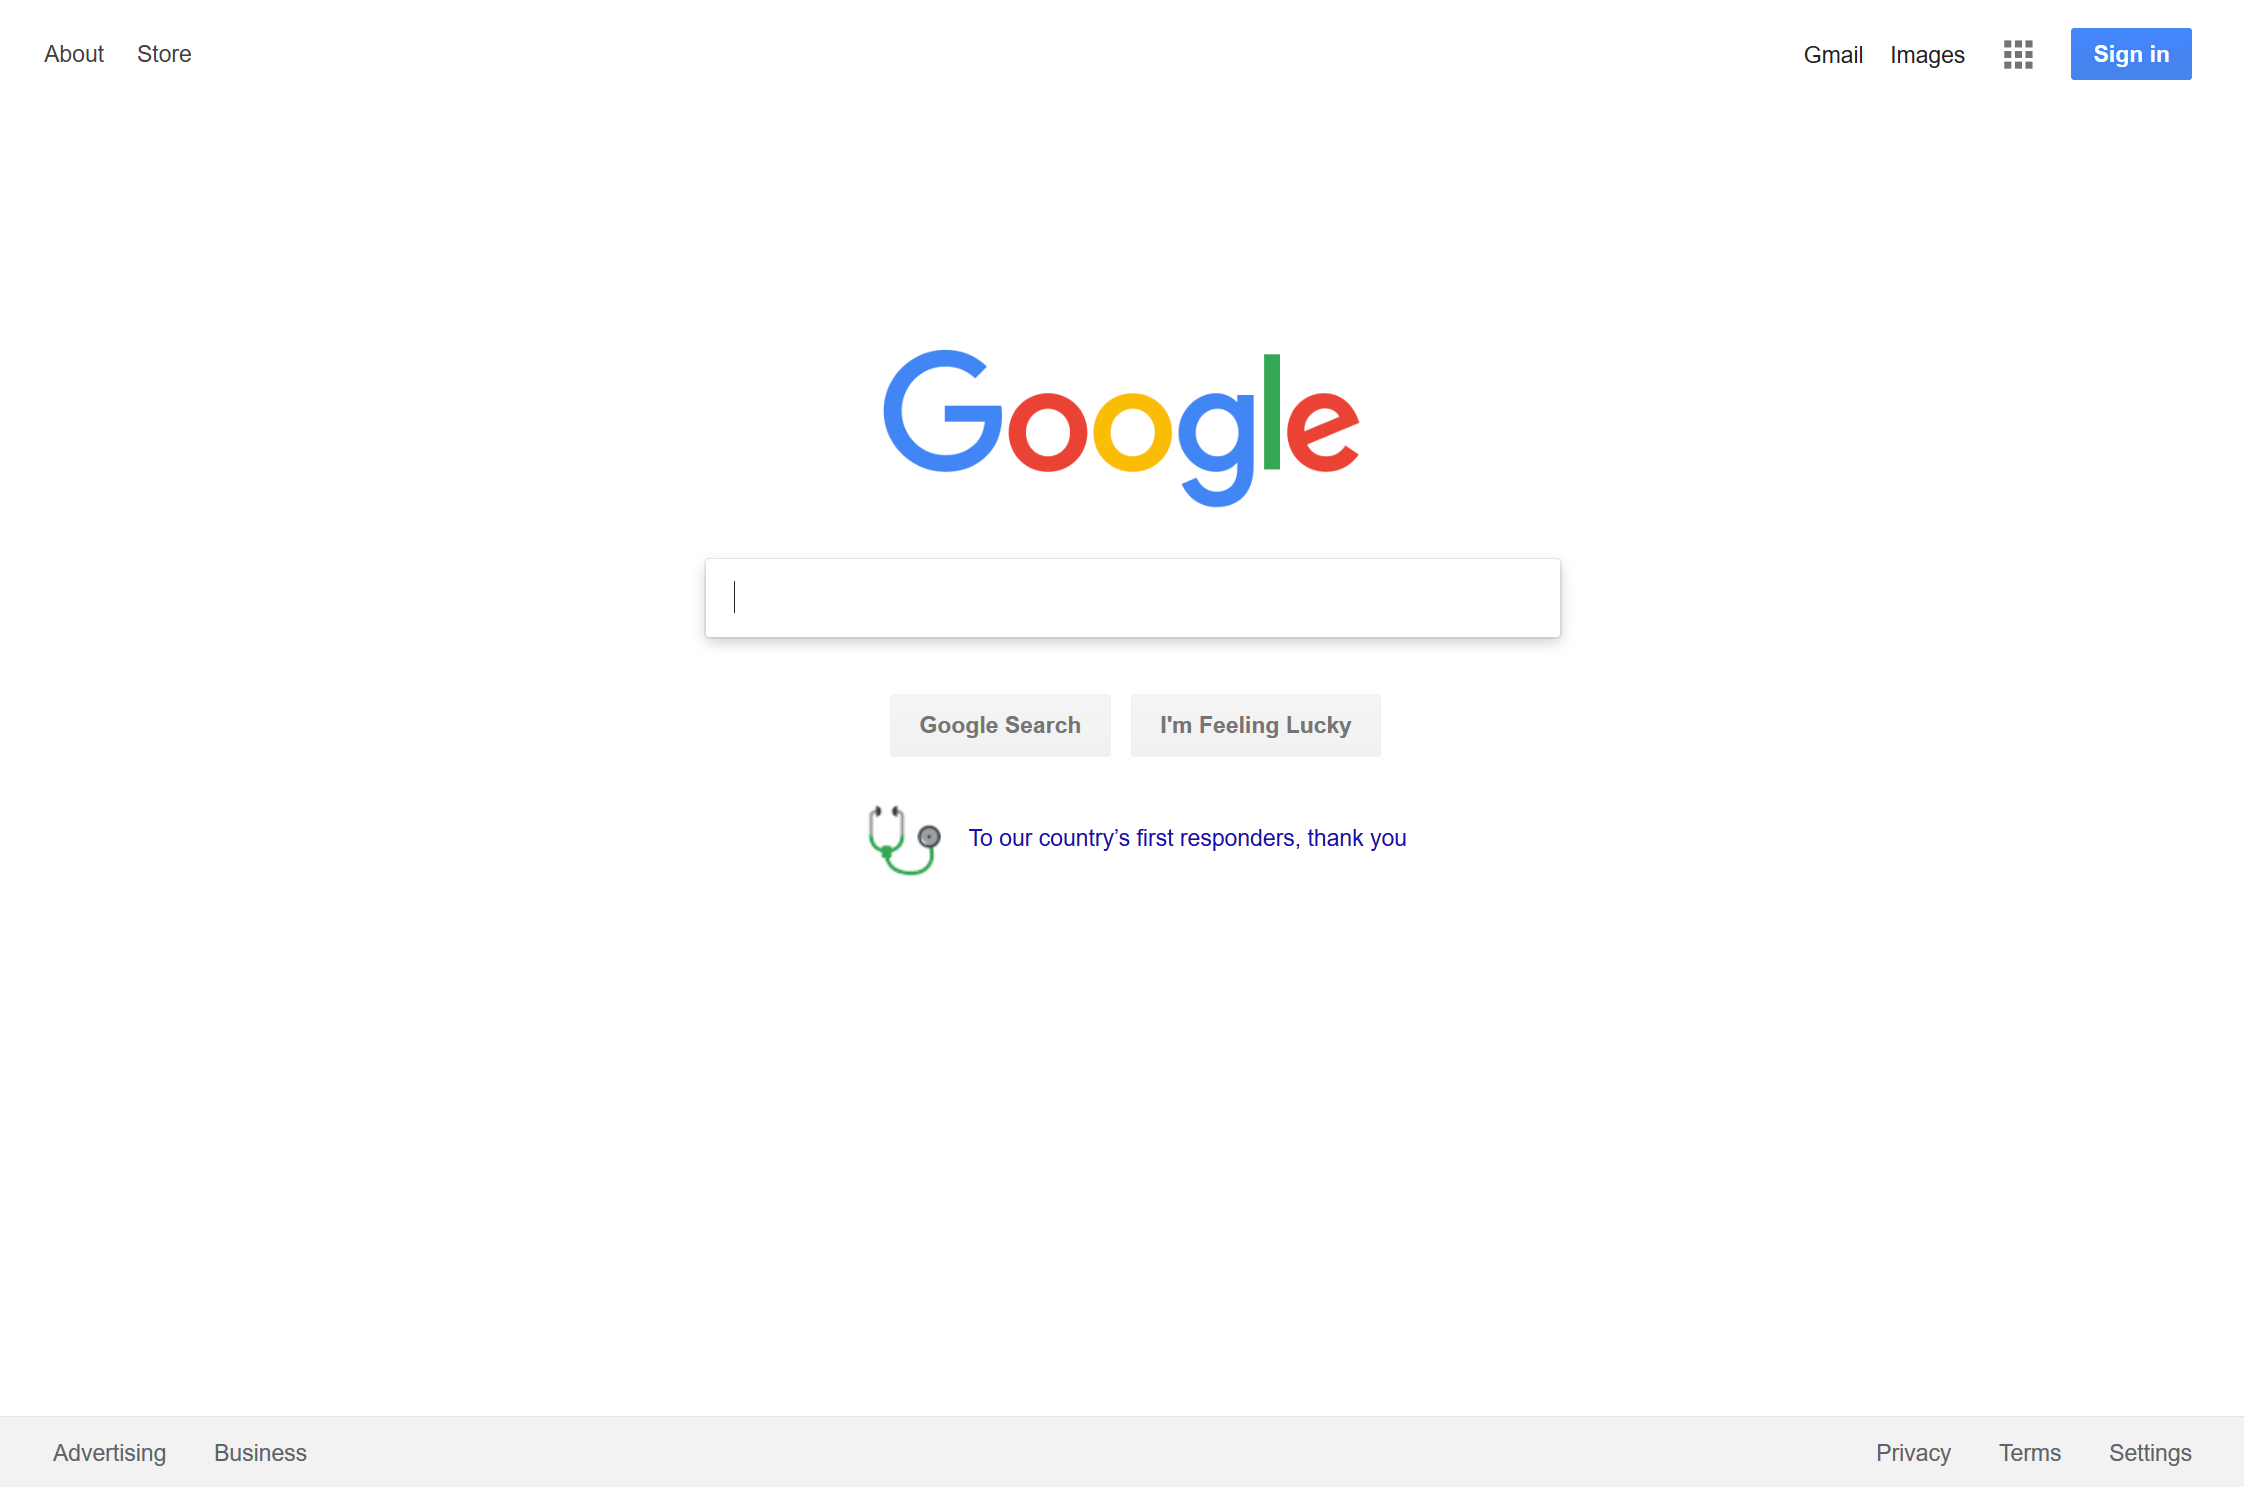 About Store Gmail Images Sign in
Google
Google Search I'm Feeling Lucky
To our country’s first responders, thank you
Advertising Business Privacy Terms Settings